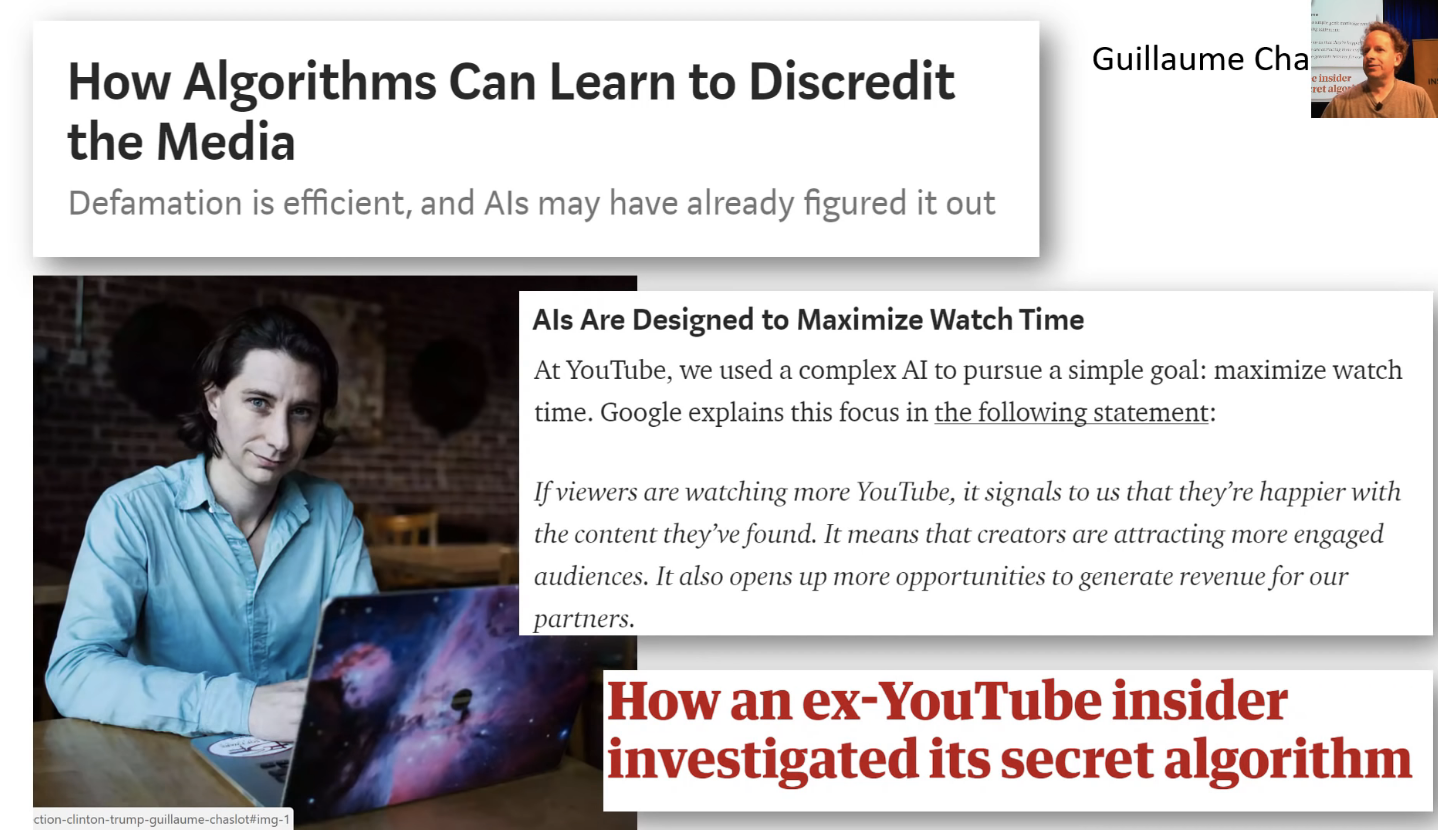 How Algorithms Can Learn to Discredit
the Media
Defamation is efficient, and AIs may have already figured it out
Guillaume Cha
e insider
AIs Are Designed to Maximize Watch Time
At YouTube, we used a complex AI to pursue a simple goal: maximize watch
time. Google explains this focus in the following statement:
If viewers are watching more YouTube, it signals to us that they’re happier with
the content they’ve found. It means that creators are attracting more engaged
audiences. It also opens up more opportunities to generate revenue for our
partners.
How an ex-YouTube insider
investigated its secret algorithm
ction-clinton-trump-guillaume-chaslot#img-1